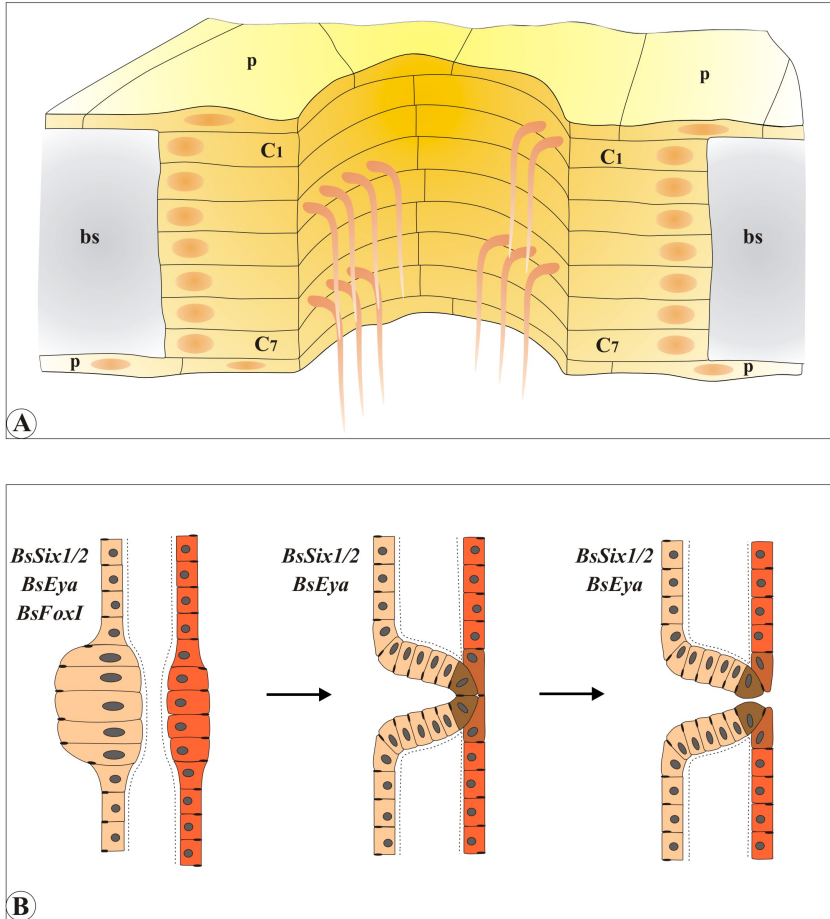 p p
C1 C1
bs bs
C7 C7
p p
A
BsSix1/2 BsSix1/2 BsSix1/2
BsEya BsEya BsEya
BsFoxI
B